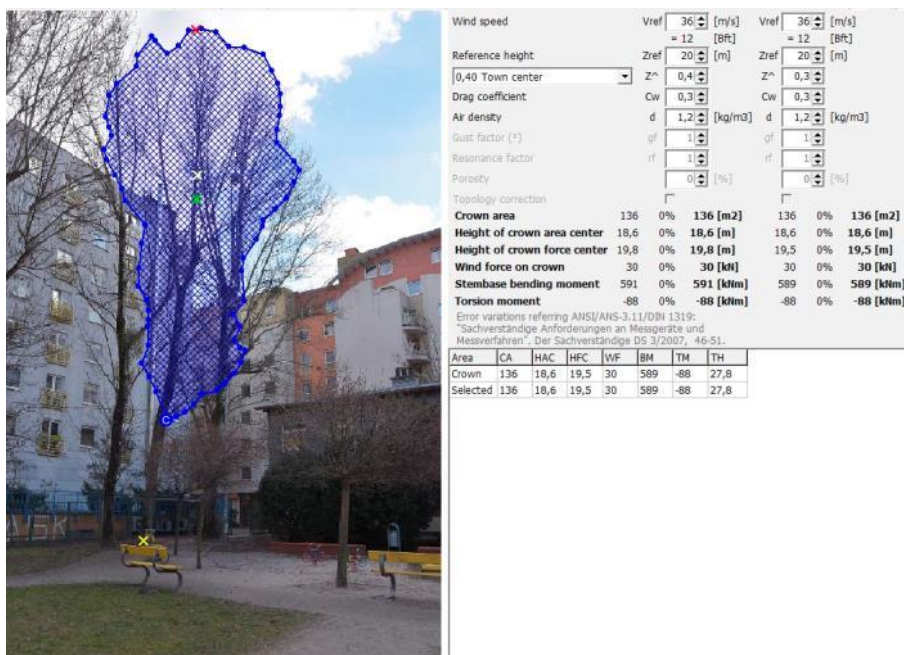 Wind speed Vref 36 [m/s] Vref 36 [m/s]
= 12 [Bft] = 12 [Bft]
Reference height Zref 20 [m] Zref 20 [m]
0,40 Town center Z^ 0,4 Z^ 0,3
Drag coefficient Cw 0,3 Cw 0,3
Air density d 1,2 [kg/m3] d 1,2 [kg/m3]
Gust factor (²) gf 1 gf 1
Resonance factor rf 1 rf 1
Porosity 0 [%] 0 [%]
Topology correction
Crown area 136 0% 136 [m2] 136 0% 136 [m2]
Height of crown area center 18,6 0% 18,6 [m] 18,6 0% 18,6 [m]
Height of crown force center 19,8 0% 19,8 [m] 19,5 0% 19,5 [m]
Wind force on crown 30 0% 30 [kN] 30 0% 30 [kN]
Stembase bending moment 591 0% 591 [kNm] 589 0% 589 [kNm]
Torsion moment -88 0% -88 [kNm] -88 0% -88 [kNm]
Error variations referring ANSI/ANS-3.11/DIN 1319:
"Sachverständige Anforderungen an Messgeräte und
Messverfahren". Der Sachverständige DS 3/2007, 46-51.
Area CA HAC HFC WF BM TM TH
Crown 136 18,6 19,5 30 589 -88 27,8
Selected 136 18,6 19,5 30 589 -88 27,8
C